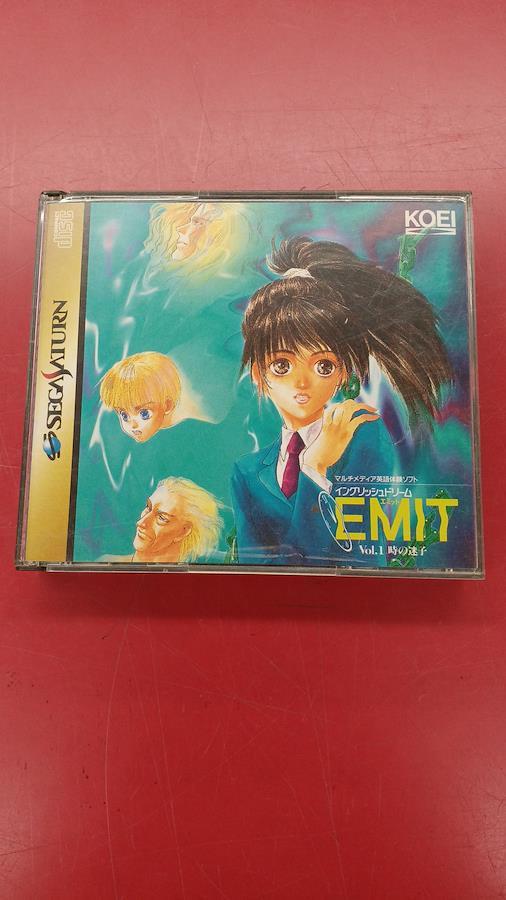 KOEI
disc
SEGA SATURN
マルチメディア英語体験ソフト
イングリッシュドリーム
エミット
EMIT
Vol.1 時の迷子